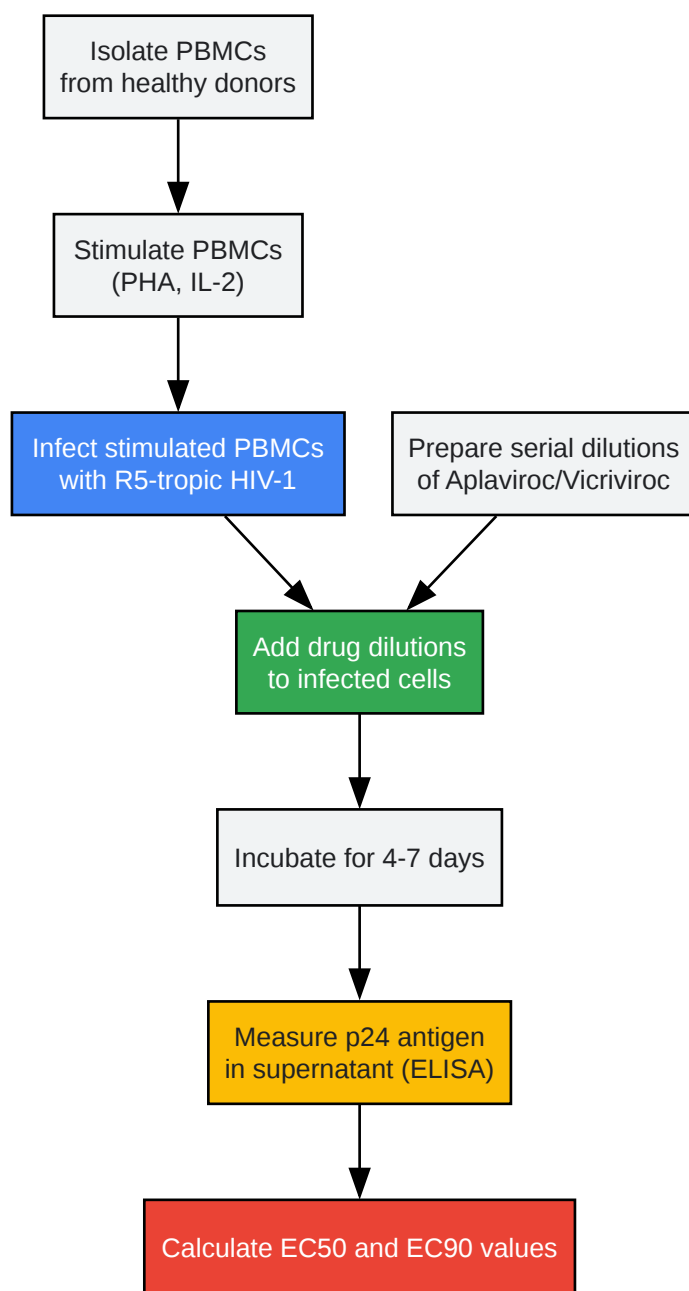 Isolate PBMCs
from healthy donors
Stimulate PBMCs
(PHA, IL-2)
Infect stimulated PBMCs
with R5-tropic HIV-1
Prepare serial dilutions
of Aplaviroc/Vicriviroc
Add drug dilutions
to infected cells
Incubate for 4-7 days
Measure p24 antigen
in supernatant (ELISA)
Calculate EC50 and EC90 values